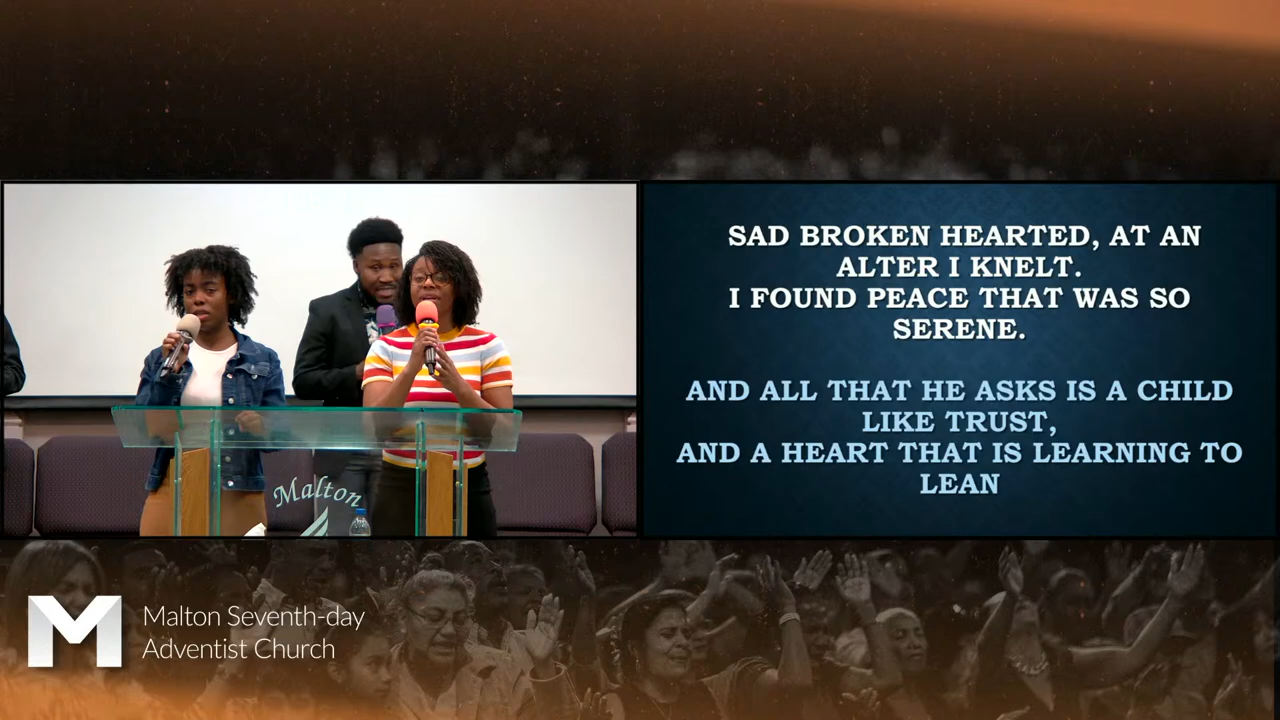 SAD BROKEN HEARTED, AT AN
ALTER I KNELT.
I FOUND PEACE THAT WAS SO
SERENE.
AND ALL THAT HE ASKS IS A CHILD
LIKE TRUST,
AND A HEART THAT IS LEARNING TO
LEAN
Malton
M
Malton Seventh-day
Adventist Church